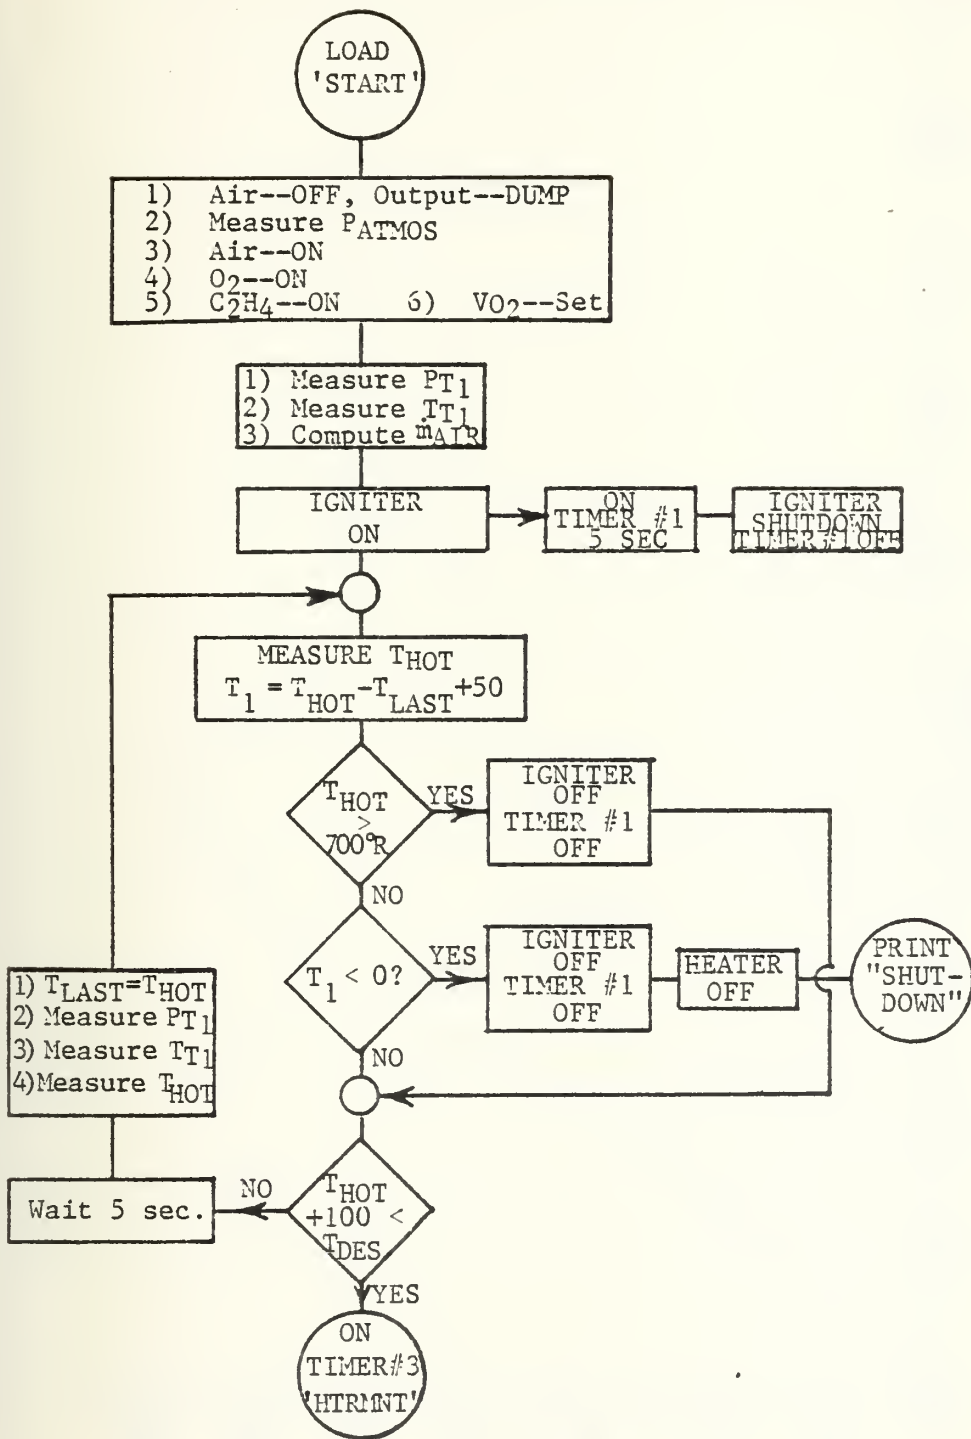 LOAD
'START'
1) Air--OFF, Output--DUMP
2) Measure PATMOS
3) Air--ON
4) O2--ON
5) C2H4--ON 6) VO2--Set
1) Measure PT1
2) Measure TT1
3) Compute ṁAIR
IGNITER
ON
ON
TIMER #1
5 SEC
IGNITER
SHUTDOWN
TIMER#1OFF
MEASURE THOT
T1 = THOT-TLAST+50
THOT
>
700°R
YES
IGNITER
OFF
TIMER #1
OFF
NO
T1 < 0?
YES
IGNITER
OFF
TIMER #1
OFF
HEATER
OFF
PRINT
"SHUT-
DOWN"
NO
1) TLAST=THOT
2) Measure PT1
3) Measure TT1
4)Measure THOT
Wait 5 sec.
NO
THOT
+100 <
TDES
YES
ON
TIMER#3
'HTRMNT'